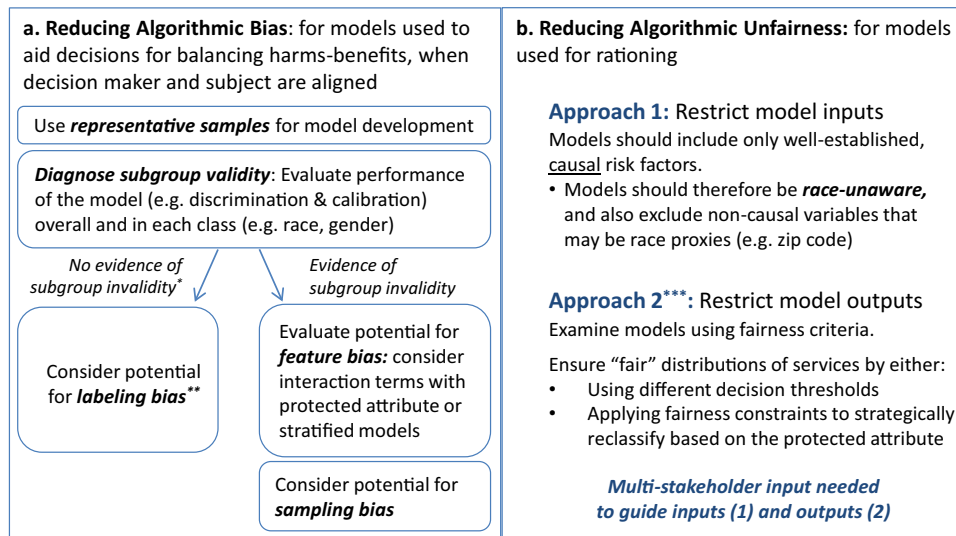 a. Reducing Algorithmic Bias: for models used to
aid decisions for balancing harms-benefits, when
decision maker and subject are aligned
Use representative samples for model development
Diagnose subgroup validity: Evaluate performance
of the model (e.g. discrimination & calibration)
overall and in each class (e.g. race, gender)
No evidence of
subgroup invalidity*
Evidence of
subgroup invalidity
Consider potential
for labeling bias**
Evaluate potential for
feature bias: consider
interaction terms with
protected attribute or
stratified models
Consider potential for
sampling bias
b. Reducing Algorithmic Unfairness: for models
used for rationing
Approach 1: Restrict model inputs
Models should include only well-established,
causal risk factors.
• Models should therefore be race-unaware,
and also exclude non-causal variables that
may be race proxies (e.g. zip code)
Approach 2***: Restrict model outputs
Examine models using fairness criteria.
Ensure “fair” distributions of services by either:
• Using different decision thresholds
• Applying fairness constraints to strategically
reclassify based on the protected attribute
Multi-stakeholder input needed
to guide inputs (1) and outputs (2)